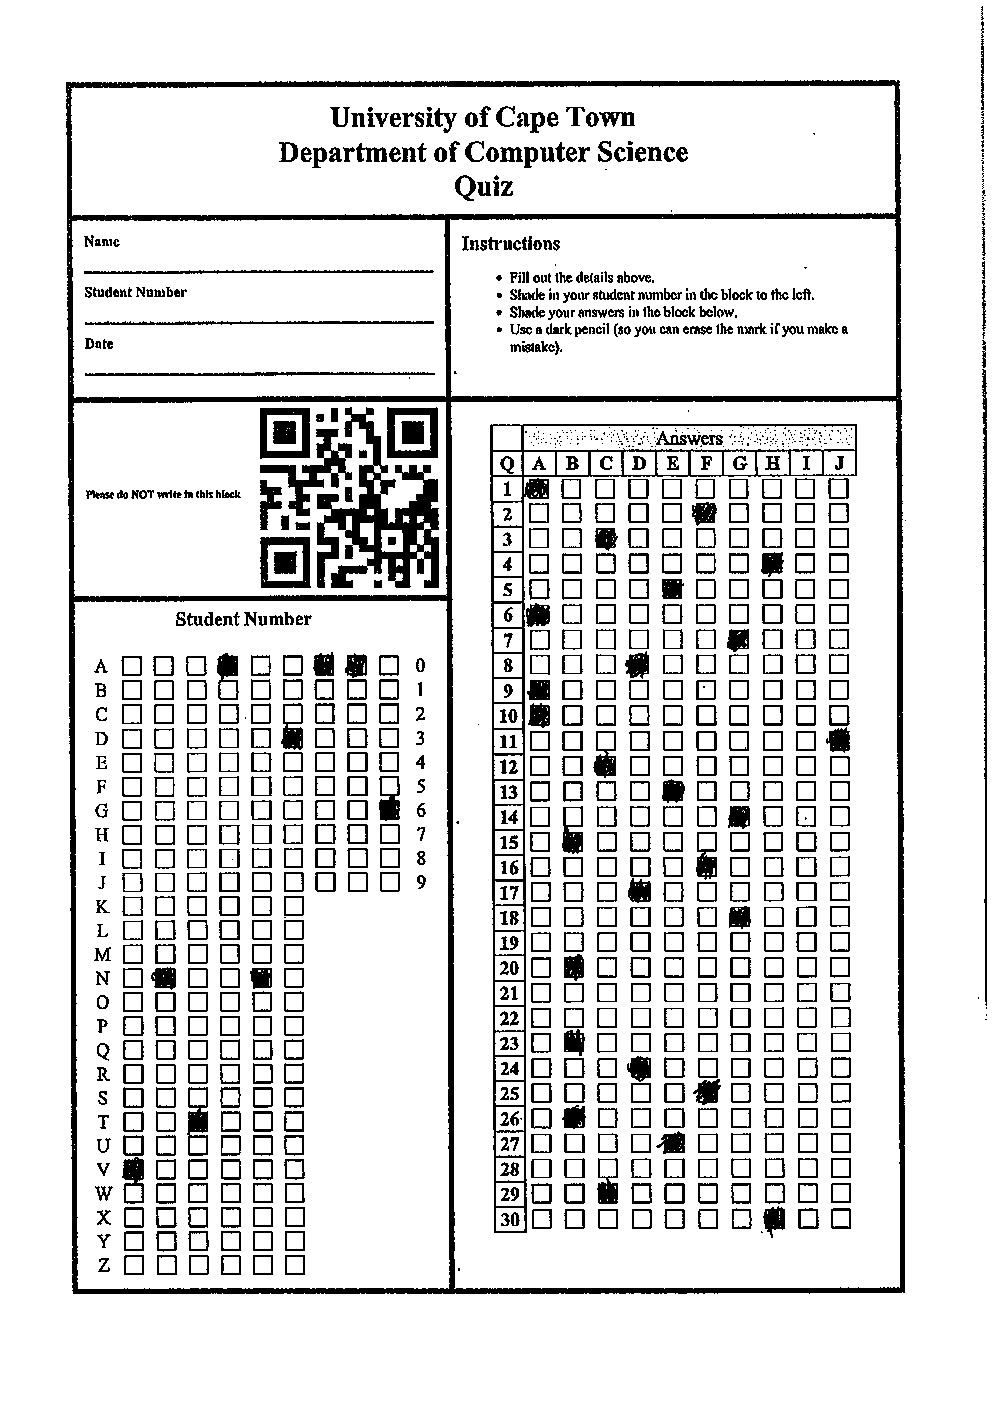 University of Cape Town
Department of Computer Science
Quiz
Name
Student Number
Date
Instructions
• Fill out the details above.
• Shade in your student number in the block to the left.
• Shade your answers in the block below.
• Use a dark pencil (so you can erase the mark if you make a
mistake).
Please do NOT write in this block
Student Number
A 0
B 1
C 2
D 3
E 4
F 5
G 6
H 7
I 8
J 9
K
L
M
N
O
P
Q
R
S
T
U
V
W
X
Y
Z
Answers
Q A B C D E F G H I J
1
2
3
4
5
6
7
8
9
10
11
12
13
14
15
16
17
18
19
20
21
22
23
24
25
26
27
28
29
30